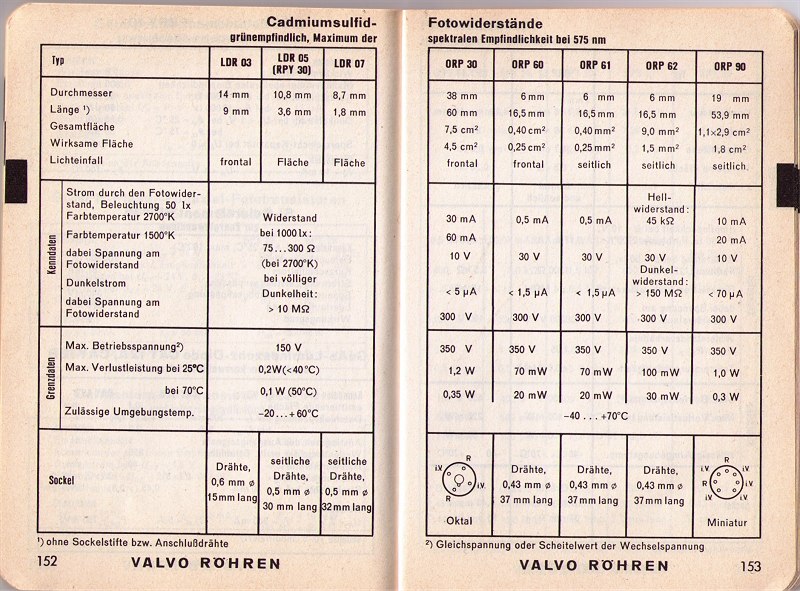 Cadmiumsulfid-
grünempfindlich, Maximum der
Typ LDR 03 LDR 05 LDR 07
(RPY 30)
Durchmesser 14 mm 10,8 mm 8,7 mm
Länge ¹) 9 mm 3,6 mm 1,8 mm
Gesamtfläche
Wirksame Fläche
Lichteinfall frontal Fläche Fläche
Kenndaten
Strom durch den Fotowider-
stand, Beleuchtung 50 lx
Farbtemperatur 2700°K
Farbtemperatur 1500°K
dabei Spannung am
Fotowiderstand
Dunkelstrom
dabei Spannung am
Fotowiderstand
Widerstand
bei 1000 lx:
75...300 Ω
(bei 2700°K)
bei völliger
Dunkelheit:
> 10 MΩ
Grenzdaten
Max. Betriebsspannung²) 150 V
Max. Verlustleistung bei 25°C 0,2W(<40°C)
bei 70°C 0,1 W (50°C)
Zulässige Umgebungstemp. –20...+60°C
Sockel
Drähte,
0,6 mm ø
15mm lang
seitliche
Drähte,
0,5 mm ø
30 mm lang
seitliche
Drähte,
0,5 mm ø
32mm lang
¹) ohne Sockelstifte bzw. Anschlußdrähte
152 VALVO RÖHREN
Fotowiderstände
spektralen Empfindlichkeit bei 575 nm
ORP 30 ORP 60 ORP 61 ORP 62 ORP 90
38 mm 6 mm 6 mm 6 mm 19 mm
60 mm 16,5 mm 16,5 mm 16,5 mm 53,9 mm
7,5 cm² 0,40 cm² 0,40 mm² 9,0 mm² 1,1×2,9 cm²
4,5 cm² 0,25 cm² 0,25 mm² 1,5 mm² 1,8 cm²
frontal frontal seitlich seitlich seitlich.
Hell-
widerstand:
30 mA 0,5 mA 0,5 mA 45 kΩ 10 mA
60 mA 20 mA
10 V 30 V 30 V 30 V 10 V
Dunkel-
widerstand:
< 5 µA < 1,5 µA < 1,5 µA > 150 MΩ < 70 µA
300 V 300 V 300 V 300 V 300 V
350 V 350 V 350 V 350 V 350 V
1,2 W 70 mW 70 mW 100 mW 1,0 W
0,35 W 20 mW 20 mW 30 mW 0,3 W
–40...+70°C
R
i.V. i.V.
R
Oktal
Drähte,
0,43 mm ø
37 mm lang
Drähte,
0,43 mm ø
37 mm lang
Drähte,
0,43 mm ø
37 mm lang
R
i.V. i.V.
R i.V.
i.V. i.V.
Miniatur
²) Gleichspannung oder Scheitelwert der Wechselspannung
VALVO RÖHREN 153